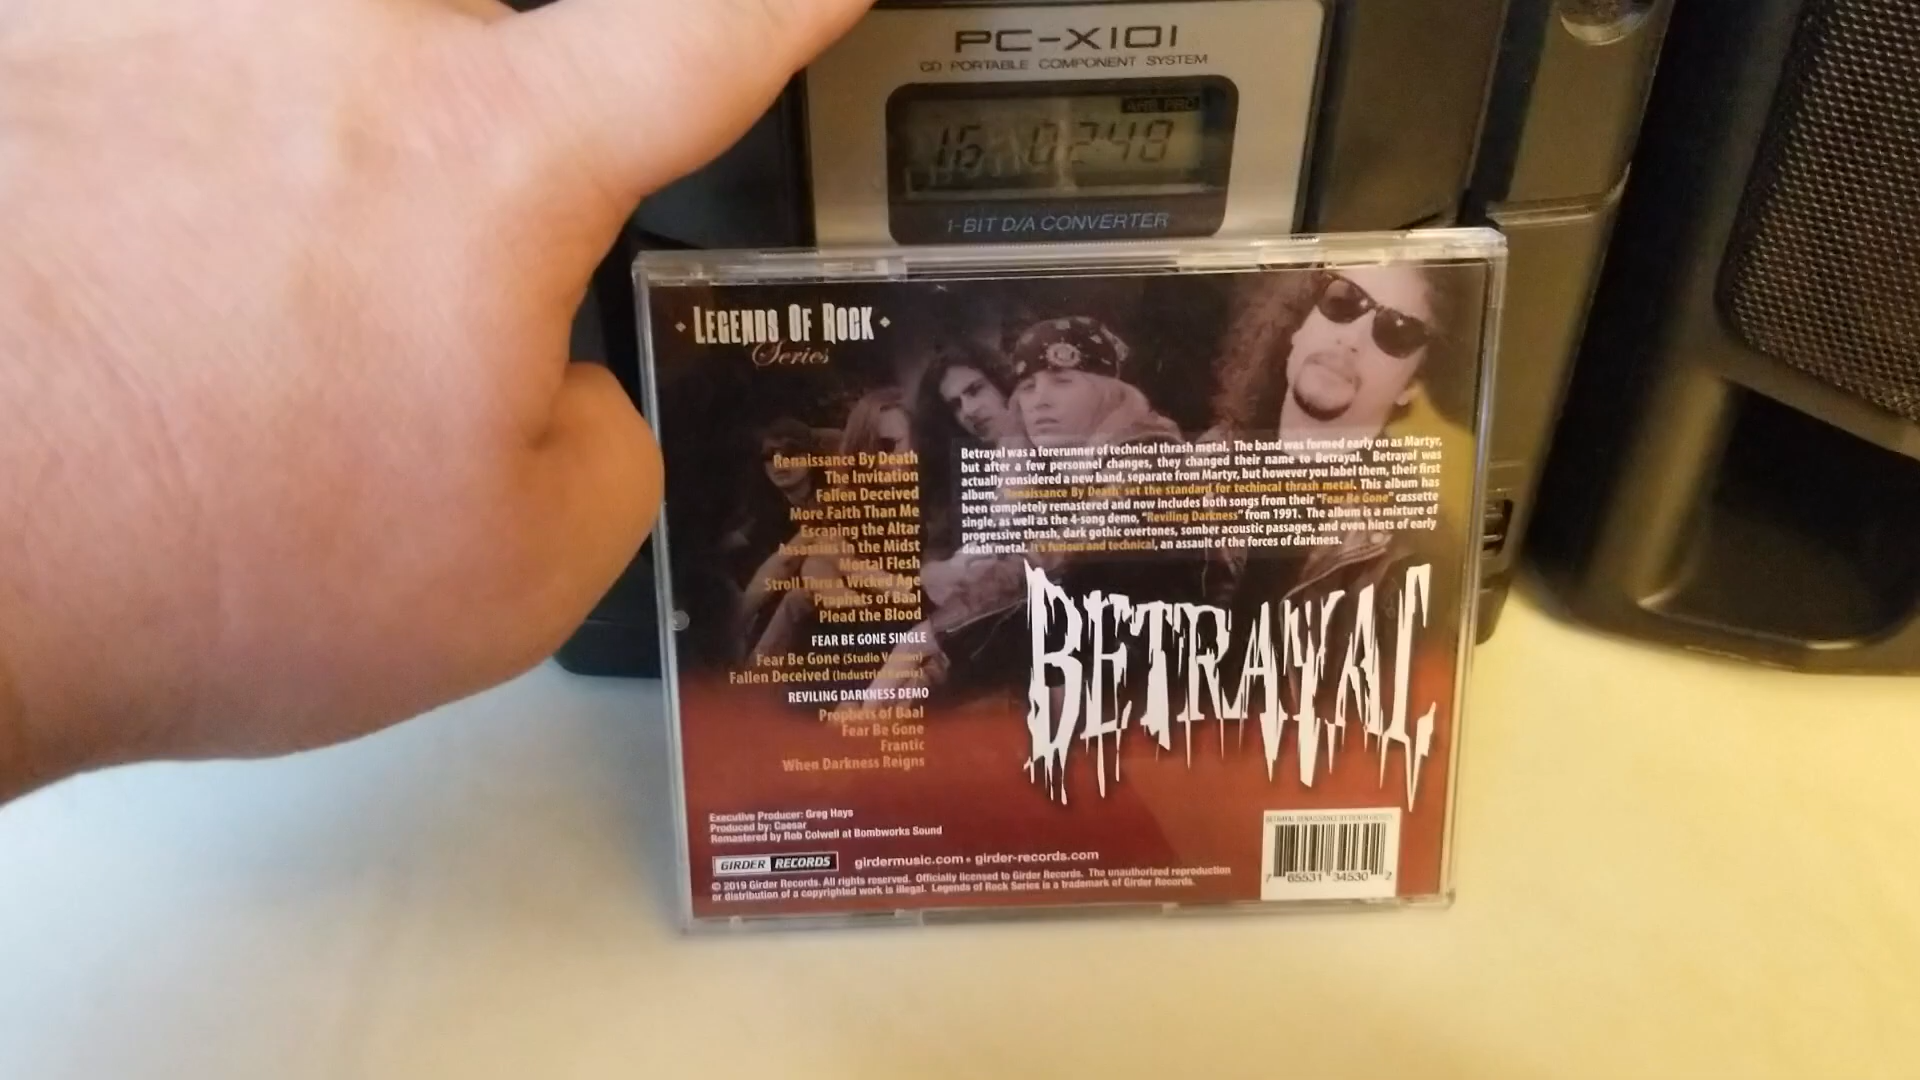 PC-X101
CD PORTABLE COMPONENT SYSTEM
16 02:48
1-BIT D/A CONVERTER
LEGENDS OF ROCK
Series
Renaissance By Death
The Invitation
Fallen Deceived
More Faith Than Me
Escaping the Altar
Assassins In the Midst
Mortal Flesh
Stroll Thru a Wicked Age
Prophets of Baal
Plead the Blood
FEAR BE GONE SINGLE
Fear Be Gone (Studio Version)
Fallen Deceived (Industrial Remix)
REVILING DARKNESS DEMO
Prophets of Baal
Fear Be Gone
Frantic
When Darkness Reigns
Betrayal was a forerunner of technical thrash metal. The band was formed early on as Martyr,
but after a few personnel changes, they changed their name to Betrayal. Betrayal was
actually considered a new band, separate from Martyr, but however you label them, their first
album, "Renaissance By Death" set the standard for techincal thrash metal. This album has
been completely remastered and now includes both songs from their "Fear Be Gone" cassette
single, as well as the 4-song demo, "Reviling Darkness" from 1991. The album is a mixture of
progressive thrash, dark gothic overtones, somber acoustic passages, and even hints of early
death metal. It's furious and technical, an assault of the forces of darkness.
BETRAYAL
Executive Producer: Greg Hays
Produced by: Caesar
Remastered by Rob Colwell at Bombworks Sound
GIRDER RECORDS
girdermusic.com • girder-records.com
© 2019 Girder Records. All rights reserved. Officially licensed to Girder Records. The unauthorized reproduction
or distribution of a copyrighted work is illegal. Legends of Rock Series is a trademark of Girder Records.
BETRAYAL RENAISSANCE BY DEATH
7 65531 34530 2